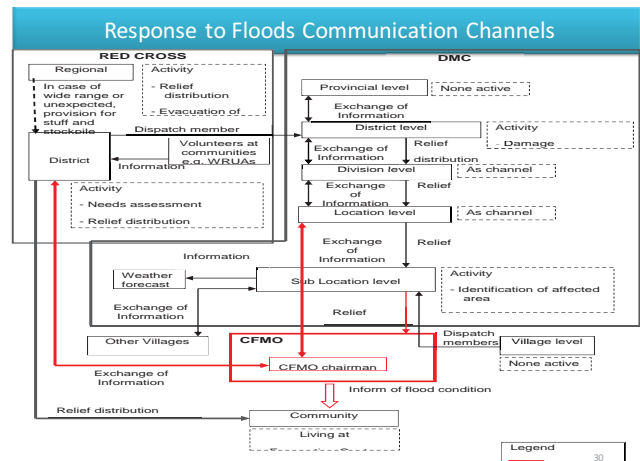 Response to Floods Communication Channels
RED CROSS
Regional
In case of
wide range or
unexpected,
provision for
stuff and
stockpile
Activity
- Relief
distribution
- Evacuation of
Dispatch member
District
Information
Volunteers at
communities
e.g. WRUAs
Activity
- Needs assessment
- Relief distribution
DMC
Provincial level
None active
Exchange of
Information
District level
Activity
- Damage
Exchange of
Information
Relief
distribution
Division level
As channel
Exchange
of
Information
Relief
Location level
As channel
Exchange
of
Information
Relief
Information
Weather
forecast
Sub Location level
Activity
- Identification of affected
area
Exchange of
Information
Relief
Other Villages
CFMO
CFMO chairman
Dispatch
members
Village level
None active
Exchange of
Information
Inform of flood condition
Relief distribution
Community
Living at
Legend
30